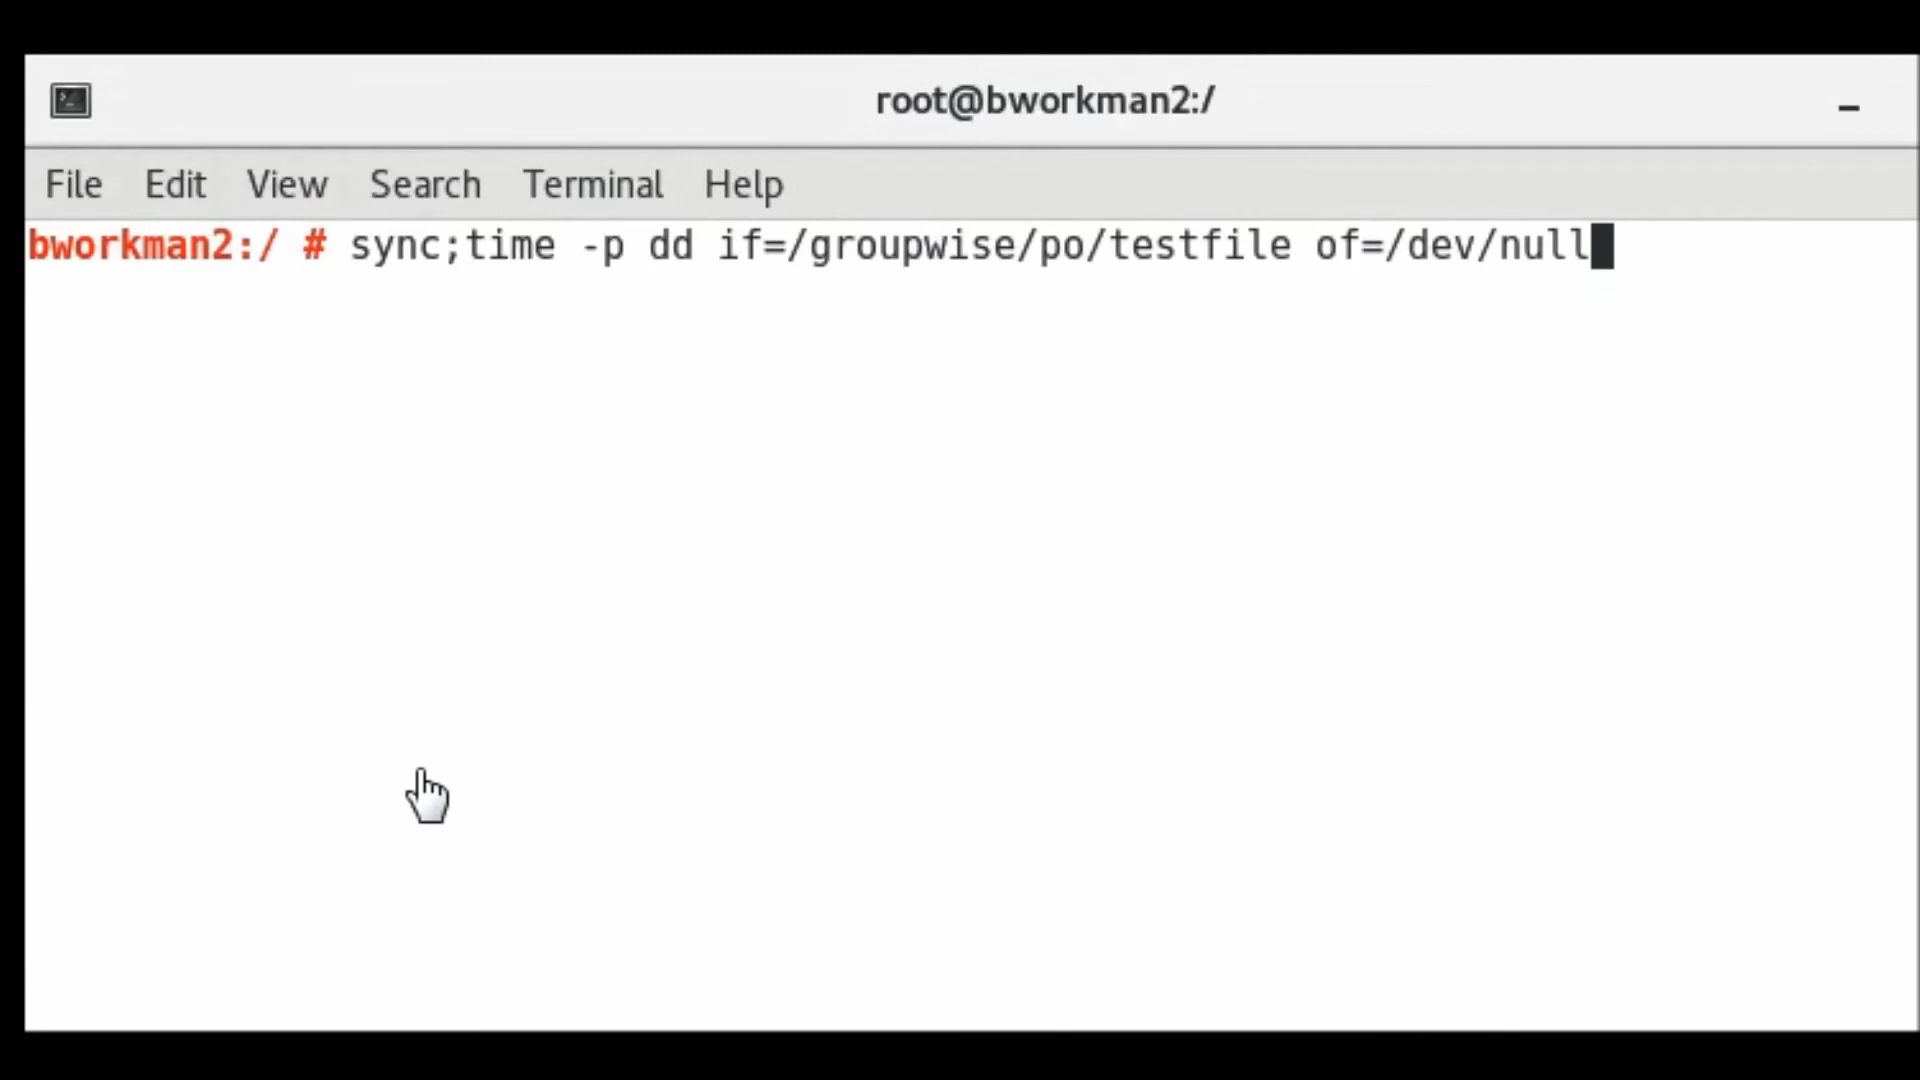 root@bworkman2:/
File Edit View Search Terminal Help
bworkman2:/ # sync;time -p dd if=/groupwise/po/testfile of=/dev/null